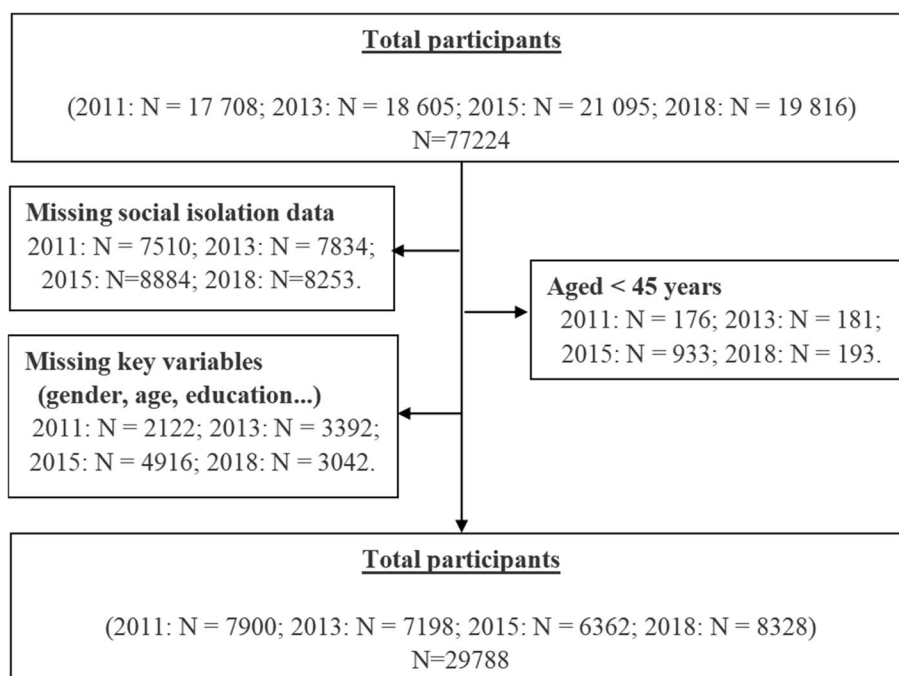 Total participants
(2011: N = 17 708; 2013: N = 18 605; 2015: N = 21 095; 2018: N = 19 816)
N=77224
Missing social isolation data
2011: N = 7510; 2013: N = 7834;
2015: N=8884; 2018: N=8253.
Aged < 45 years
2011: N = 176; 2013: N = 181;
2015: N = 933; 2018: N = 193.
Missing key variables
(gender, age, education...)
2011: N = 2122; 2013: N = 3392;
2015: N = 4916; 2018: N = 3042.
Total participants
(2011: N = 7900; 2013: N = 7198; 2015: N = 6362; 2018: N = 8328)
N=29788